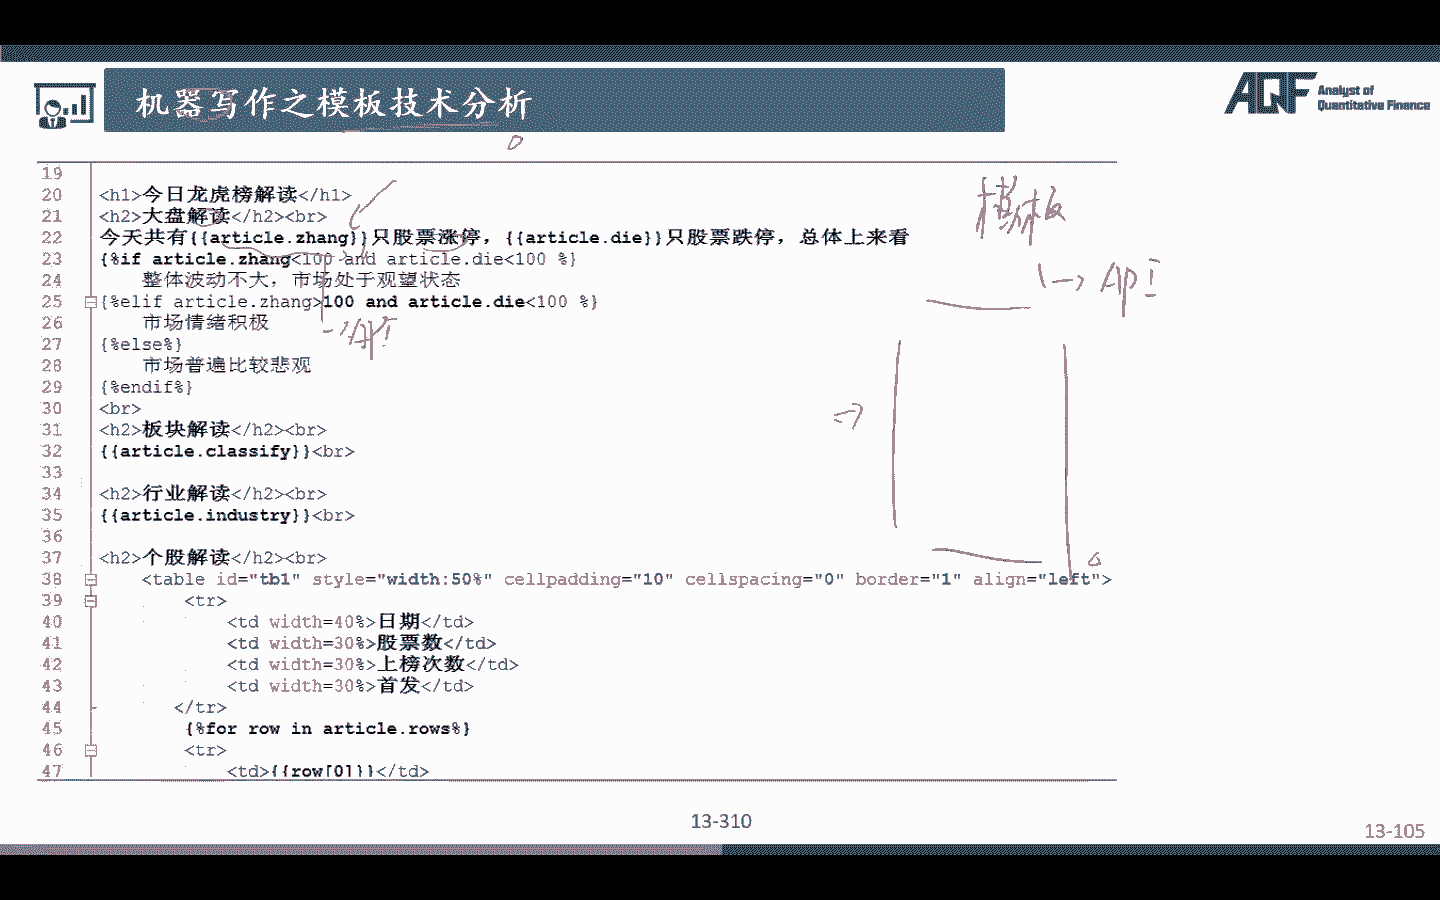 机器写作之模板技术分析
AQF Analyst of
Quantitative Finance
19
20 <h1>今日龙虎榜解读</h1>
21 <h2>大盘解读</h2><br>
22 今天共有{{article.zhang}}只股票涨停，{{article.die}}只股票跌停，总体上来看
23 {%if article.zhang<100 and article.die<100 %}
24 整体波动不大，市场处于观望状态
25 {%elif article.zhang>100 and article.die<100 %}
26 市场情绪积极
27 {%else%}
28 市场普遍比较悲观
29 {%endif%}
30 <br>
31 <h2>板块解读</h2><br>
32 {{article.classify}}<br>
33
34 <h2>行业解读</h2><br>
35 {{article.industry}}<br>
36
37 <h2>个股解读</h2><br>
38 <table id="tb1" style="width:50%" cellpadding="10" cellspacing="0" border="1" align="left">
39 <tr>
40 <td width=40%>日期</td>
41 <td width=30%>股票数</td>
42 <td width=30%>上榜次数</td>
43 <td width=30%>首发</td>
44 </tr>
45 {%for row in article.rows%}
46 <tr>
47 <td>{{row[0]}}</td>
模板
API
API
13-310
13-105